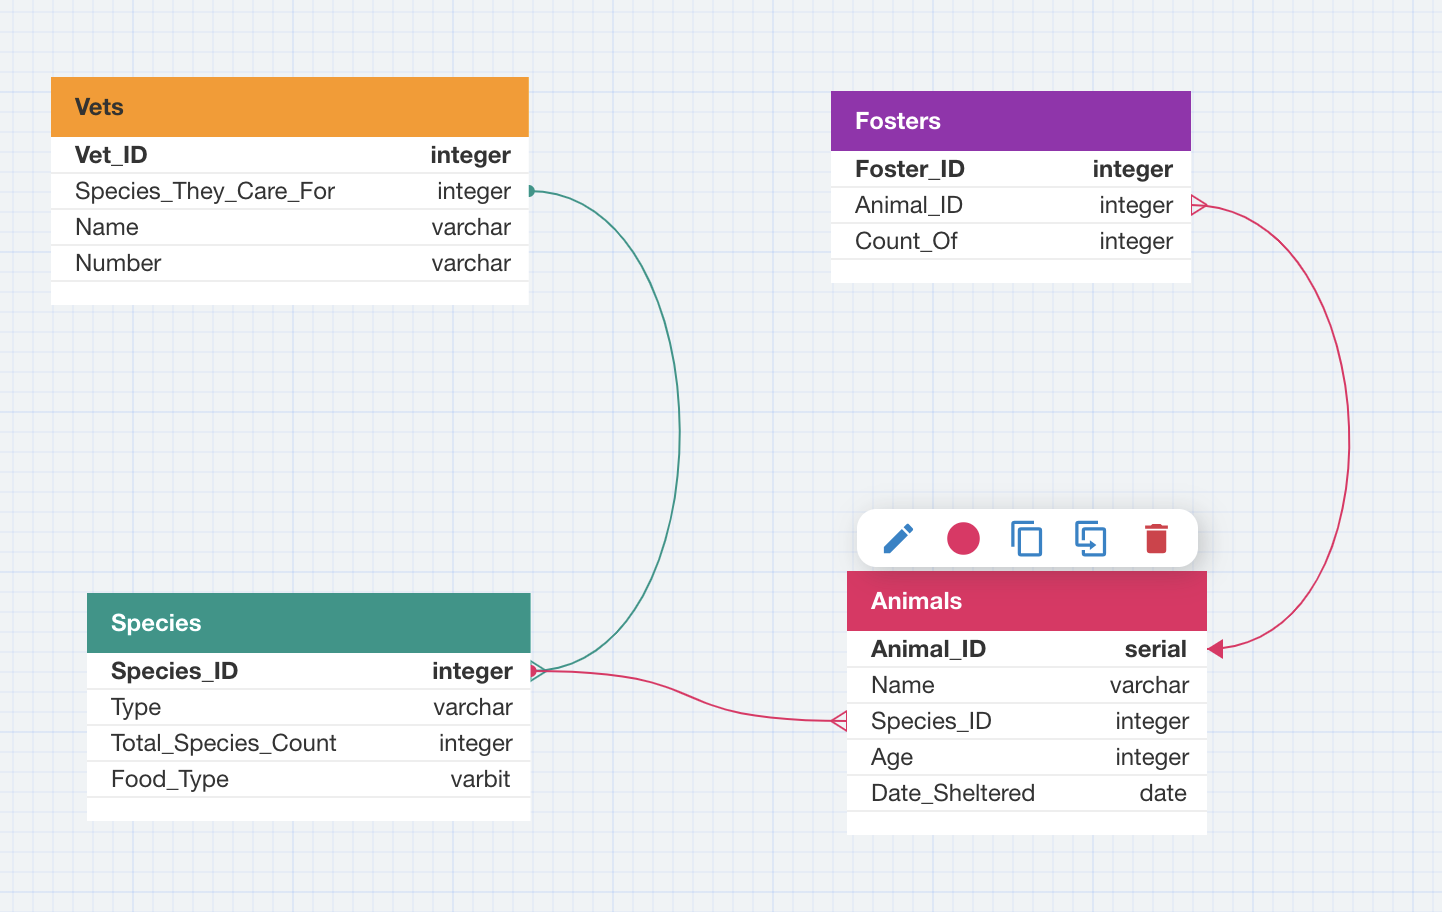 Vets
Vet_ID integer
Species_They_Care_For integer
Name varchar
Number varchar
Fosters
Foster_ID integer
Animal_ID integer
Count_Of integer
Species
Species_ID integer
Type varchar
Total_Species_Count integer
Food_Type varbit
Animals
Animal_ID serial
Name varchar
Species_ID integer
Age integer
Date_Sheltered date